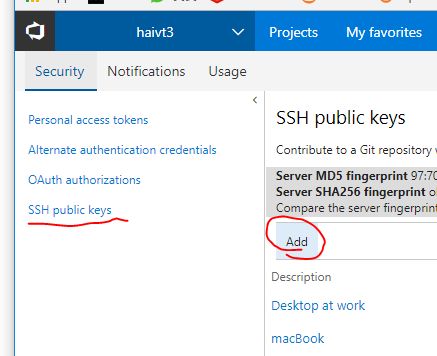 haivt3 Projects My favorites
Security Notifications Usage
Personal access tokens
Alternate authentication credentials
OAuth authorizations
SSH public keys
SSH public keys
Contribute to a Git repository
Server MD5 fingerprint 97:70
Server SHA256 fingerprint
Compare the server fingerprint
Add
Description
Desktop at work
macBook